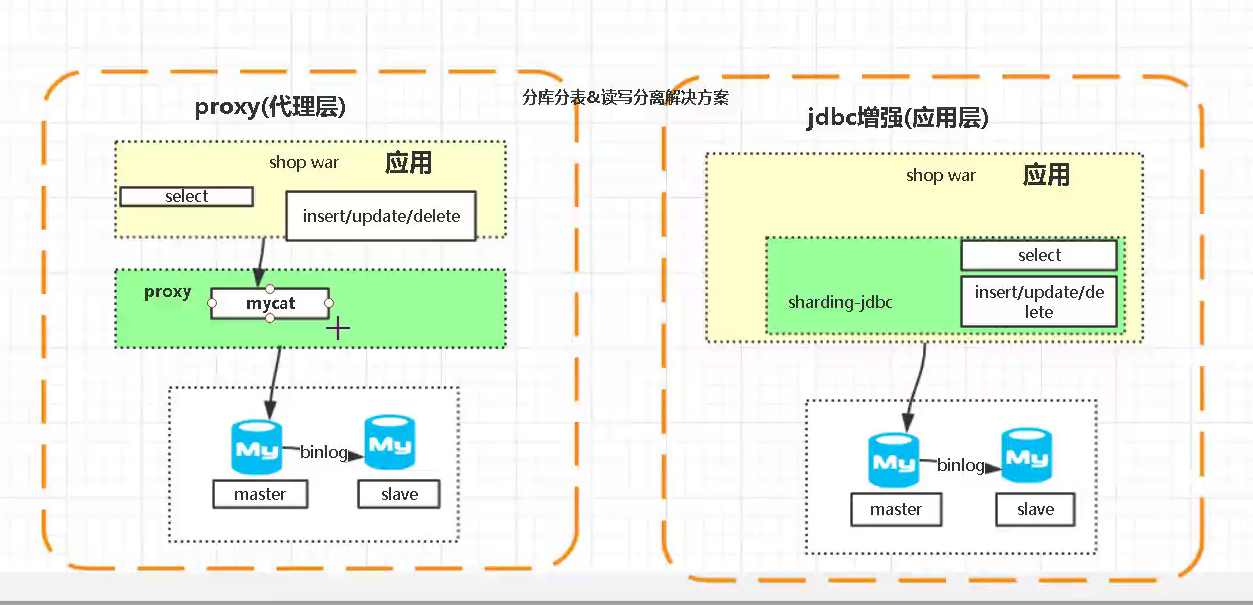 分库分表&读写分离解决方案
proxy(代理层)
shop war
应用
select
insert/update/delete
proxy
mycat
My
binlog
My
master
slave
jdbc增强(应用层)
shop war
应用
select
sharding-jdbc
insert/update/de
lete
My
binlog
My
master
slave